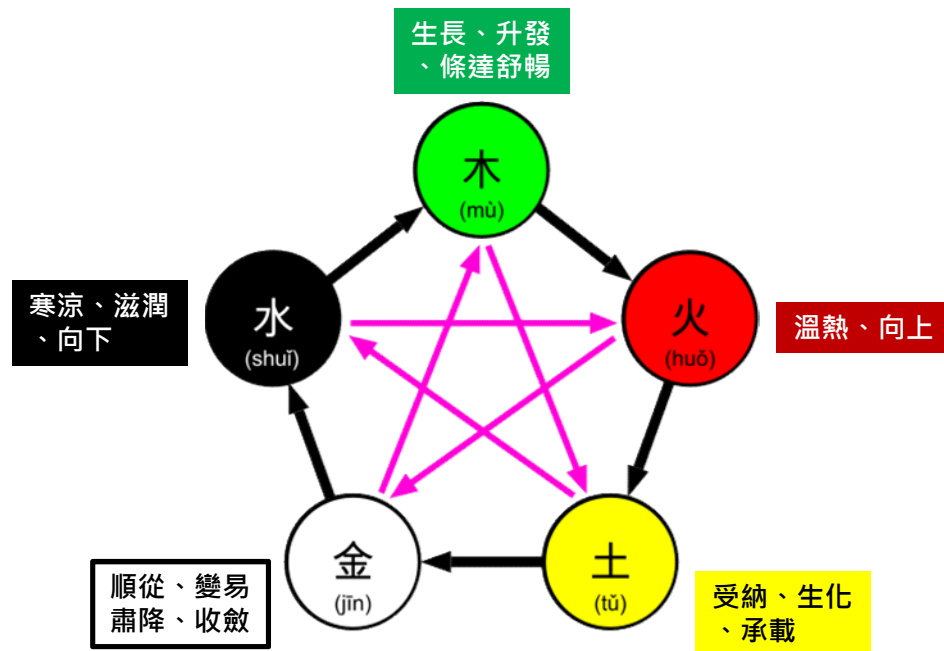 生長、升發
、條達舒暢
木
(mù)
水
(shuǐ)
寒涼、滋潤
、向下
火
(huǒ)
溫熱、向上
金
(jīn)
順從、變易
肅降、收斂
土
(tǔ)
受納、生化
、承載